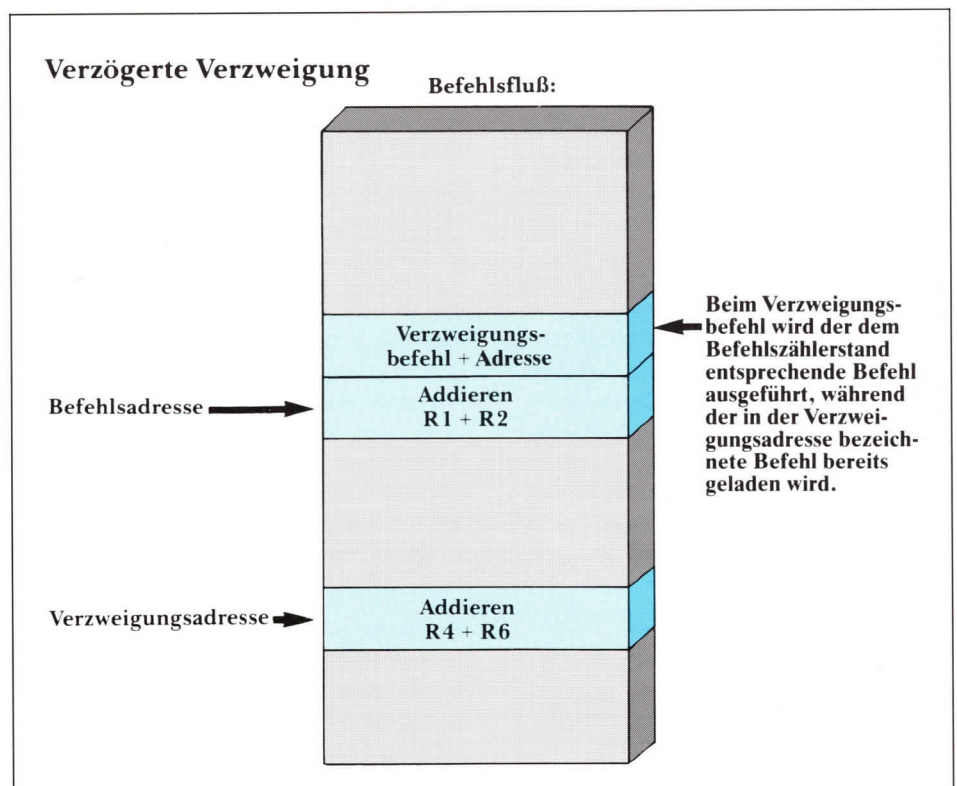 Verzögerte Verzweigung
Befehlsfluß:
Verzweigungs-
befehl + Adresse
Befehlsadresse
Addieren
R1 + R2
Beim Verzweigungs-
befehl wird der dem
Befehlszählerstand
entsprechende Befehl
ausgeführt, während
der in der Verzwei-
gungsadresse bezeich-
nete Befehl bereits
geladen wird.
Verzweigungsadresse
Addieren
R4 + R6